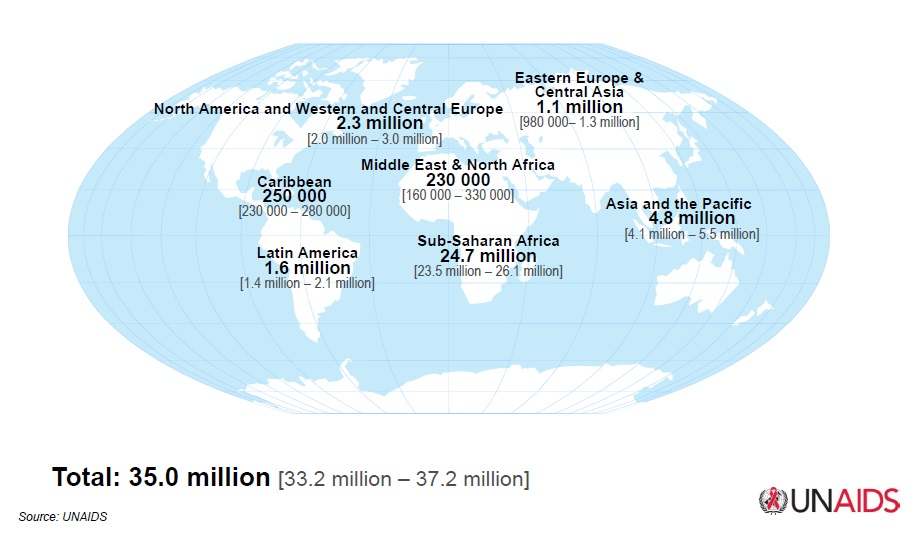 Eastern Europe &
Central Asia
1.1 million
[980 000– 1.3 million]
North America and Western and Central Europe
2.3 million
[2.0 million – 3.0 million]
Middle East & North Africa
230 000
[160 000 – 330 000]
Caribbean
250 000
[230 000 – 280 000]
Asia and the Pacific
4.8 million
[4.1 million – 5.5 million]
Sub-Saharan Africa
24.7 million
[23.5 million – 26.1 million]
Latin America
1.6 million
[1.4 million – 2.1 million]
Total: 35.0 million [33.2 million – 37.2 million]
UNAIDS
Source: UNAIDS